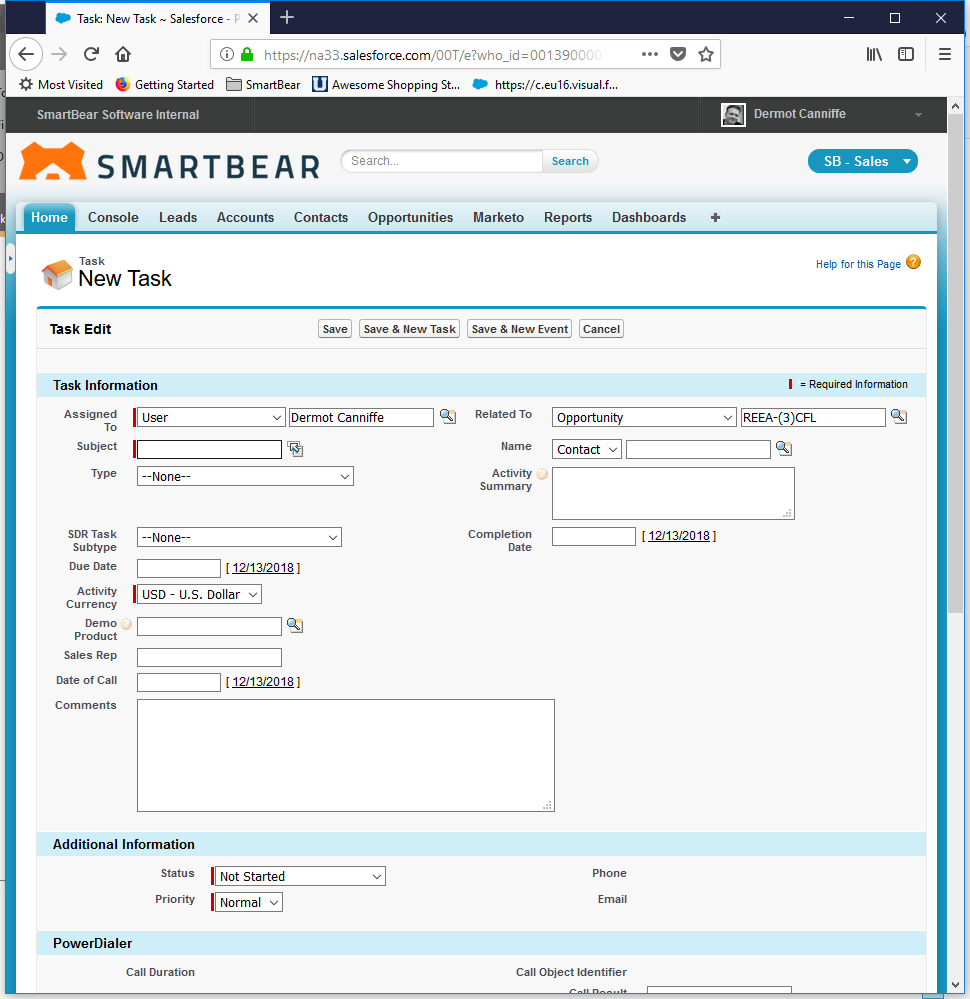 Task: New Task ~ Salesforce - P
https://na33.salesforce.com/00T/e?who_id=001390000
Most Visited Getting Started SmartBear Awesome Shopping St... https://c.eu16.visual.f...
SmartBear Software Internal Dermot Canniffe
SMARTBEAR Search... Search SB - Sales
Home Console Leads Accounts Contacts Opportunities Marketo Reports Dashboards +
Task
New Task
Help for this Page ?
Task Edit Save Save & New Task Save & New Event Cancel
Task Information = Required Information
Assigned To User Dermot Canniffe Related To Opportunity REEA-(3)CFL
Subject Name Contact
Type --None-- Activity Summary ?
SDR Task Subtype --None-- Completion Date [ 12/13/2018 ]
Due Date [ 12/13/2018 ]
Activity Currency USD - U.S. Dollar
Demo Product ?
Sales Rep
Date of Call [ 12/13/2018 ]
Comments
Additional Information
Status Not Started Phone
Priority Normal Email
PowerDialer
Call Duration Call Object Identifier
Call Result